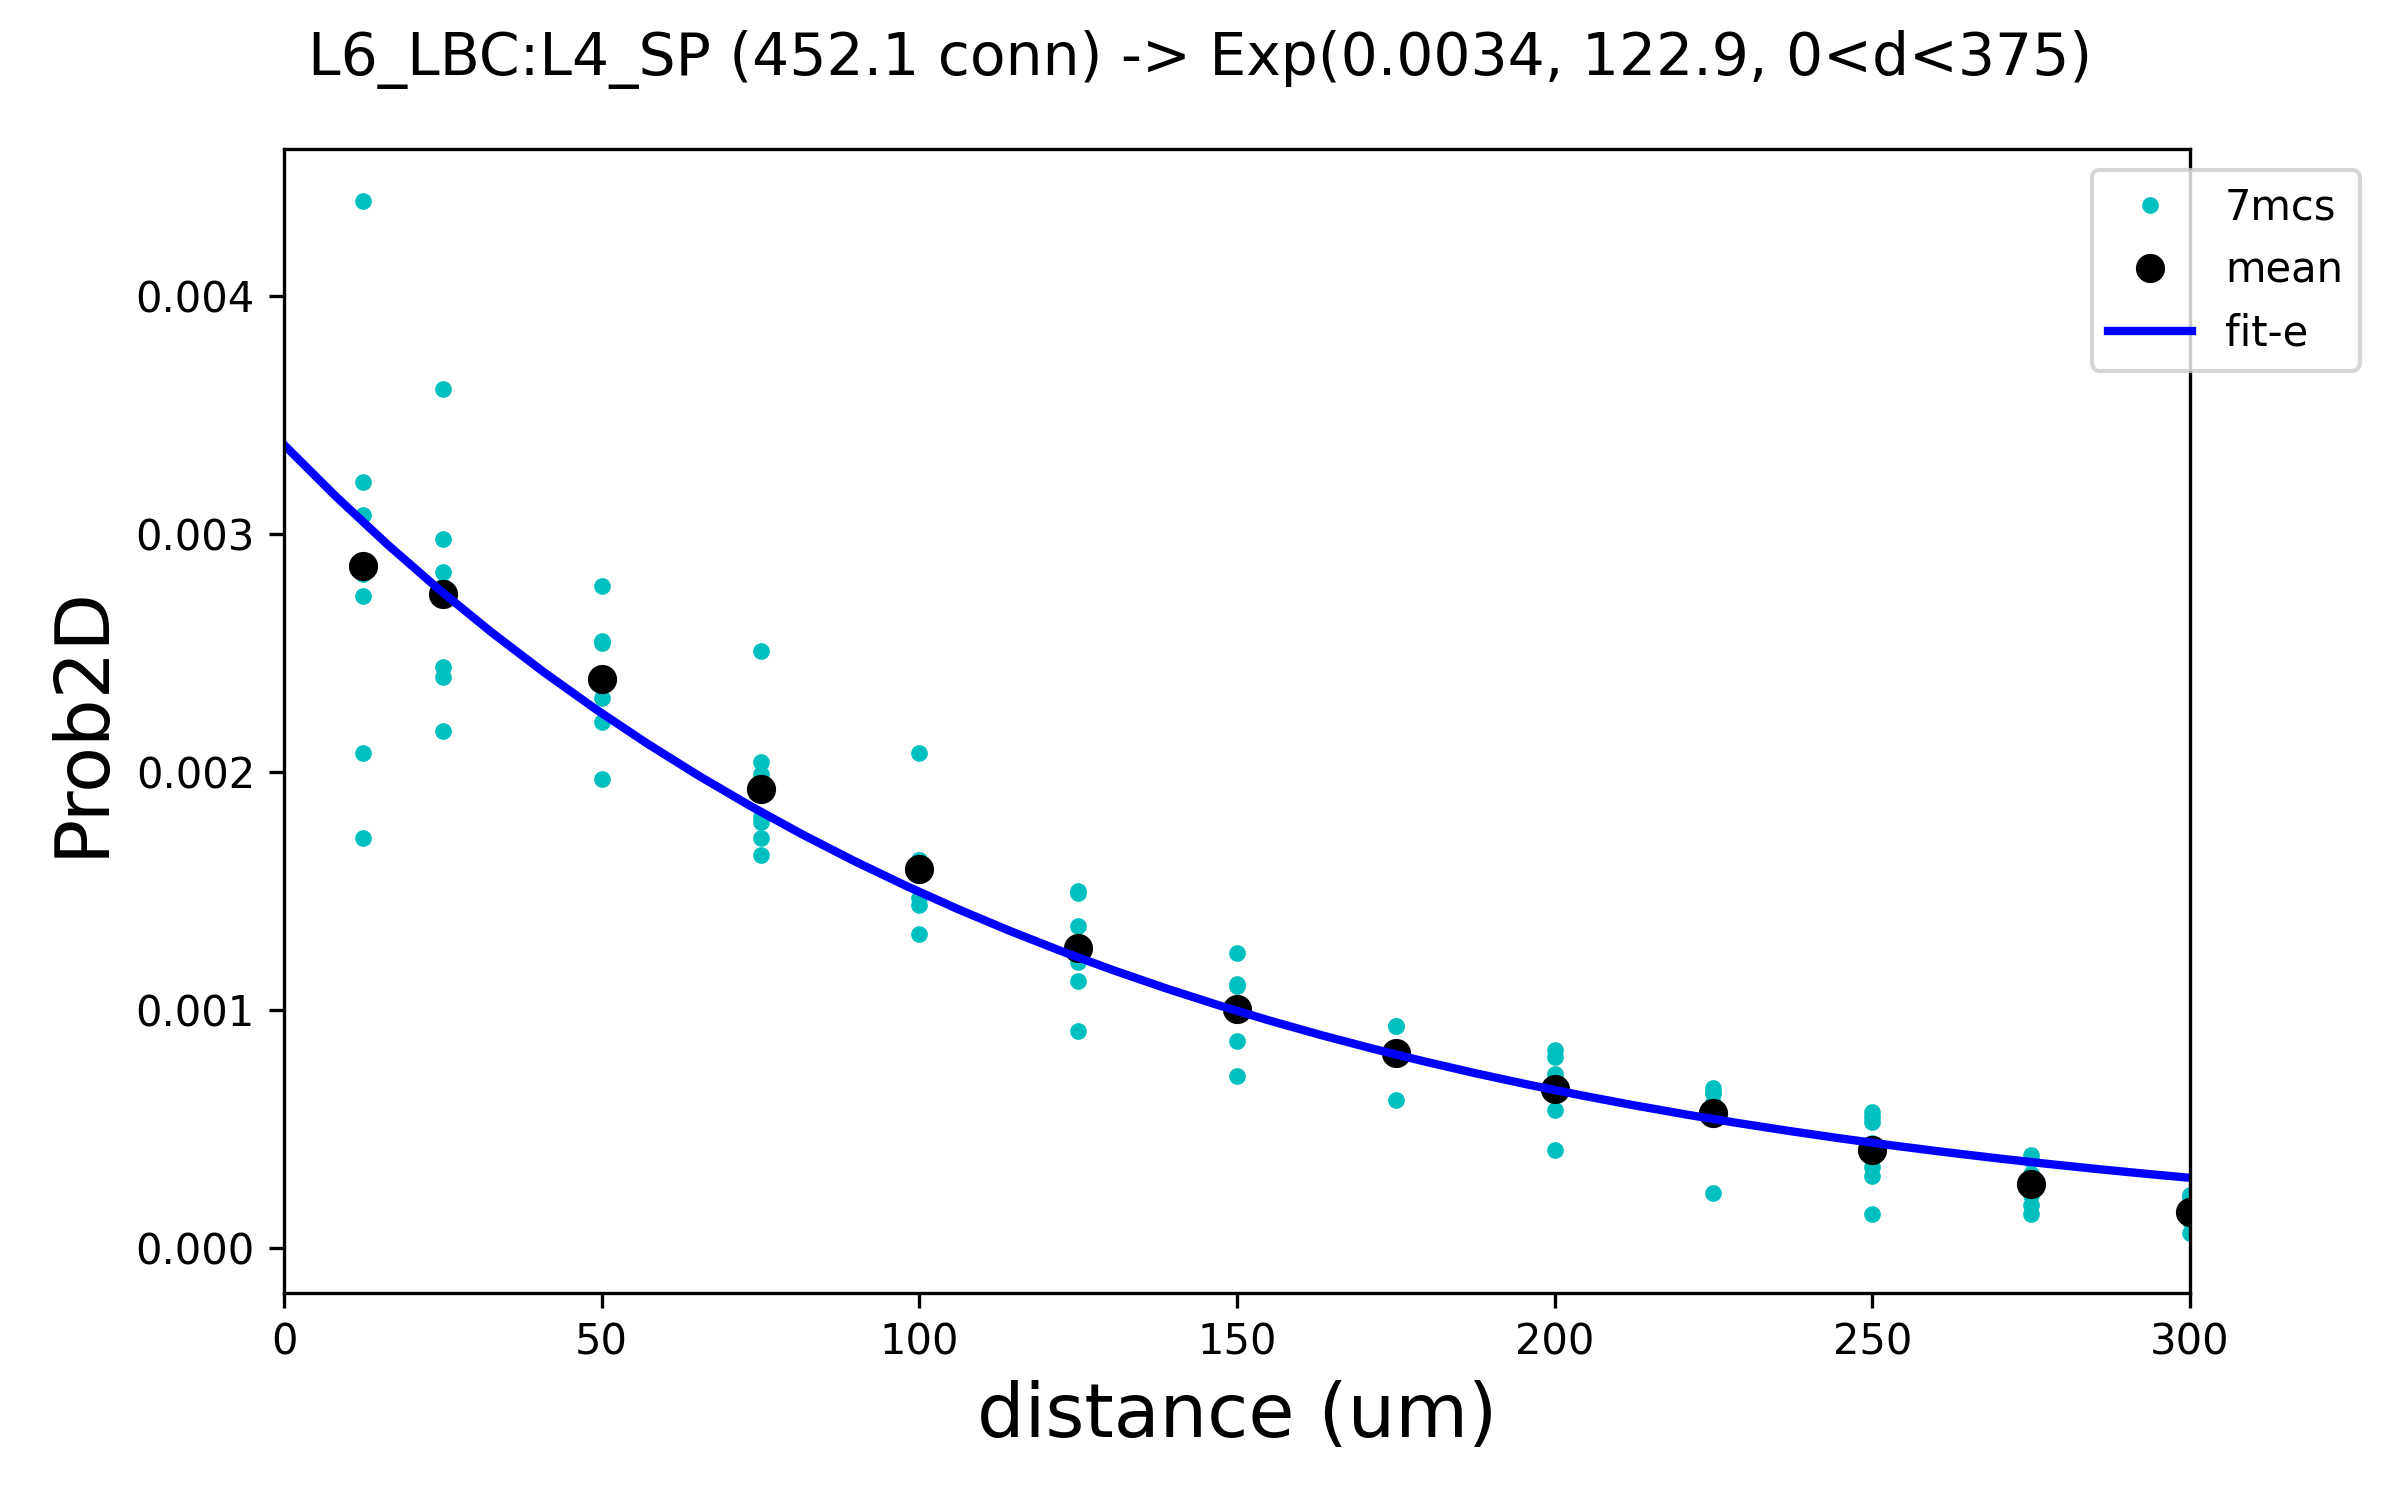 L6_LBC:L4_SP (452.1 conn) -> Exp(0.0034, 122.9, 0<d<375)
7mcs
mean
fit-e
Prob2D
0.004
0.003
0.002
0.001
0.000
0 50 100 150 200 250 300
distance (um)